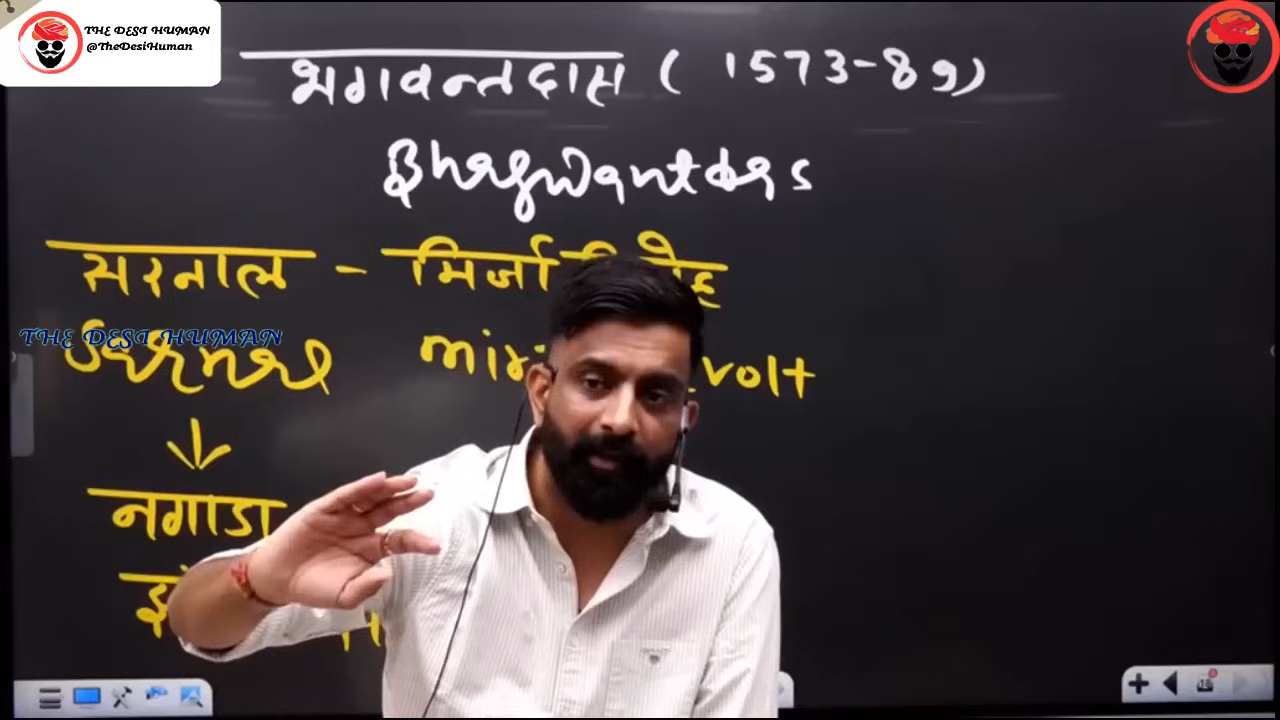 THE DESI HUMAN
@TheDesiHuman
भगवन्तदास ( 1573-89)
Bhagwantdas
सरनाल - मिर्जा
THE DESI HUMAN
Sarnal volt
नगाडा